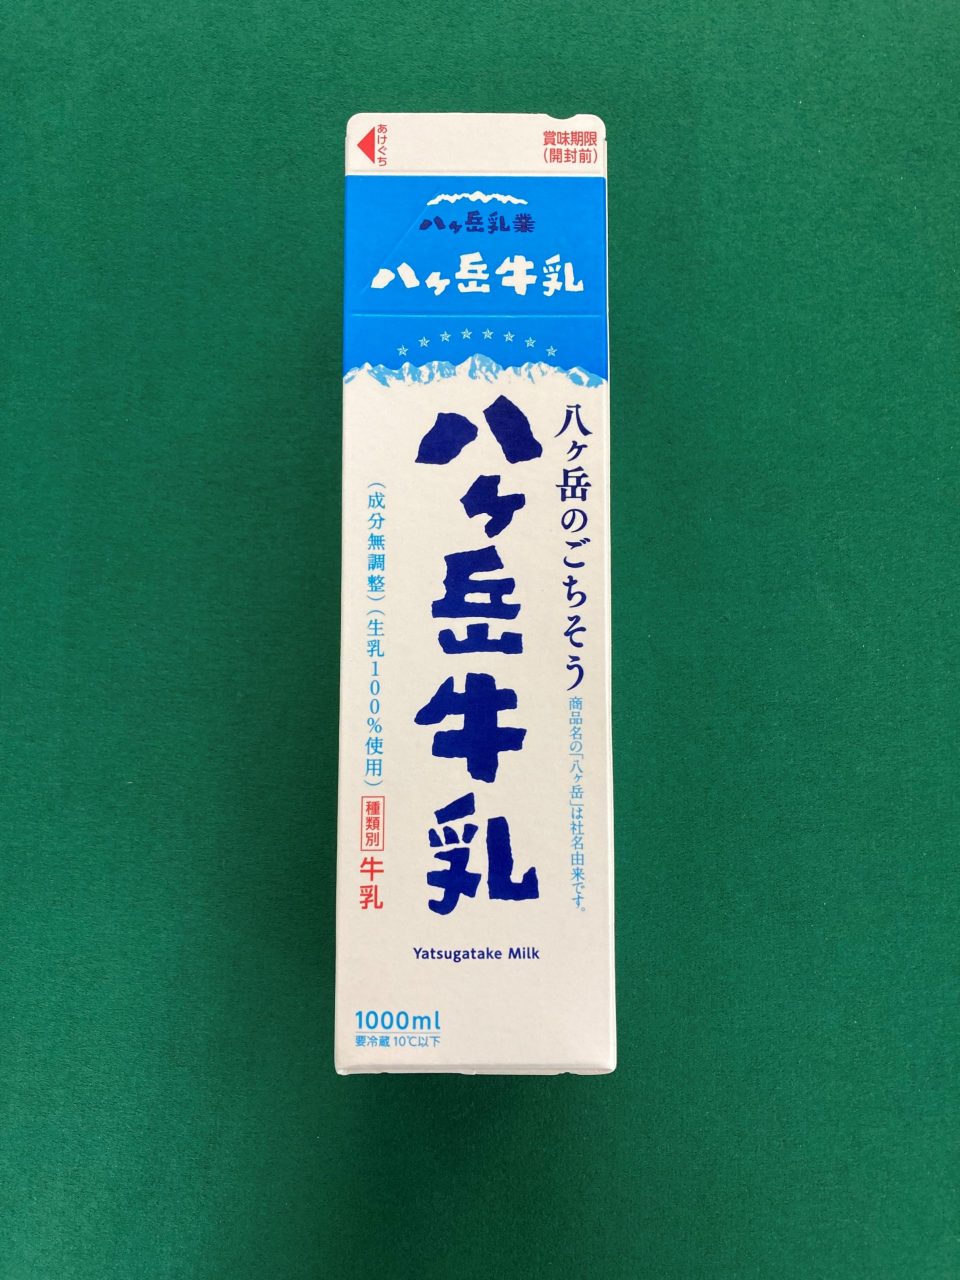 あけぐち
賞味期限
（開封前）
八ヶ岳乳業
八ヶ岳牛乳
八ヶ岳のごちそう
商品名の「八ヶ岳」は社名由来です。
八ヶ岳牛乳
（成分無調整）（生乳100%使用）
種類別 牛乳
Yatsugatake Milk
1000ml
要冷蔵10℃以下